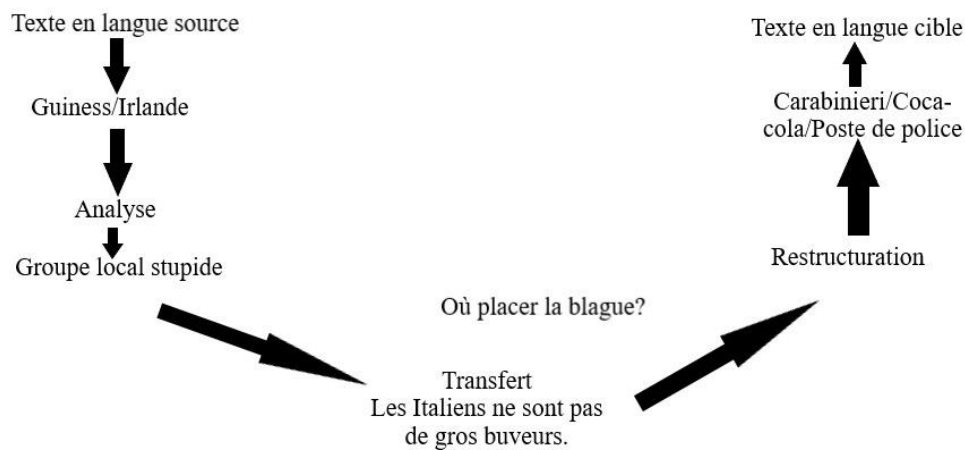 Texte en langue source
Guiness/Irlande
Analyse
Groupe local stupide
Où placer la blague?
Transfert
Les Italiens ne sont pas
de gros buveurs.
Restructuration
Carabinieri/Coca-
cola/Poste de police
Texte en langue cible